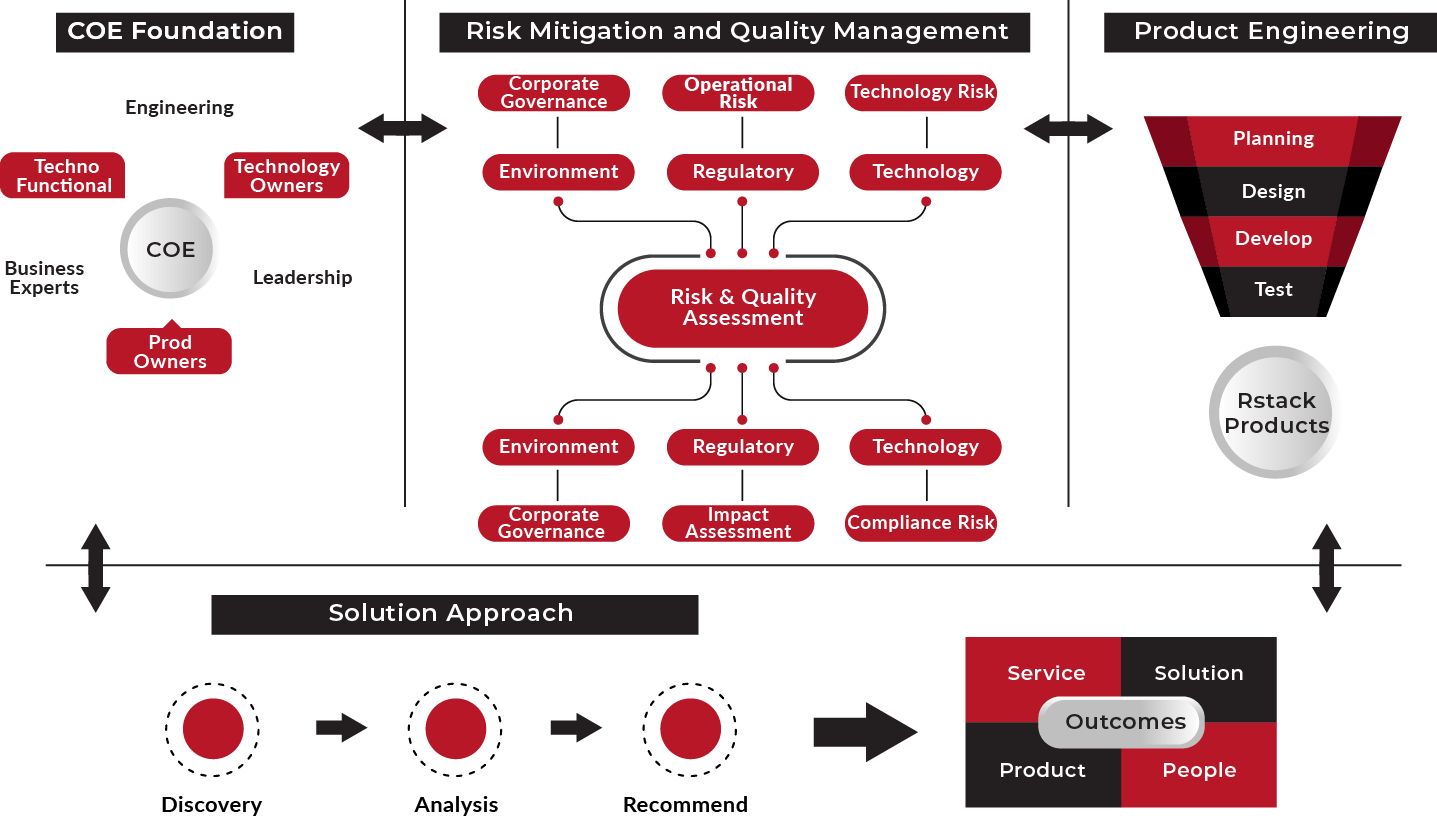 COE Foundation
Engineering
Techno
Functional
Technology
Owners
COE
Business
Experts
Leadership
Prod
Owners
Risk Mitigation and Quality Management
Corporate
Governance
Operational
Risk
Technology Risk
Environment
Regulatory
Technology
Risk & Quality
Assessment
Environment
Regulatory
Technology
Corporate
Governance
Impact
Assessment
Compliance Risk
Product Engineering
Planning
Design
Develop
Test
Rstack
Products
Solution Approach
Discovery
Analysis
Recommend
Service
Solution
Outcomes
Product
People